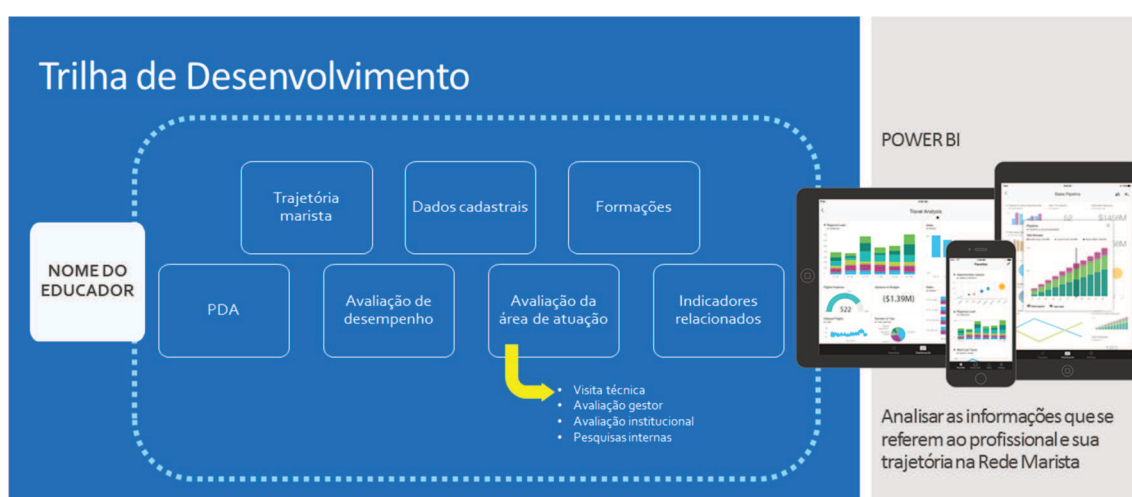 Trilha de Desenvolvimento
NOME DO
EDUCADOR
Trajetória
marista
Dados cadastrais
Formações
PDA
Avaliação de
desempenho
Avaliação da
área de atuação
Indicadores
relacionados
• Visita técnica
• Avaliação gestor
• Avaliação institucional
• Pesquisas internas
POWER BI
Travel Analysis
522
($1.39M)
Analisar as informações que se
referem ao profissional e sua
trajetória na Rede Marista